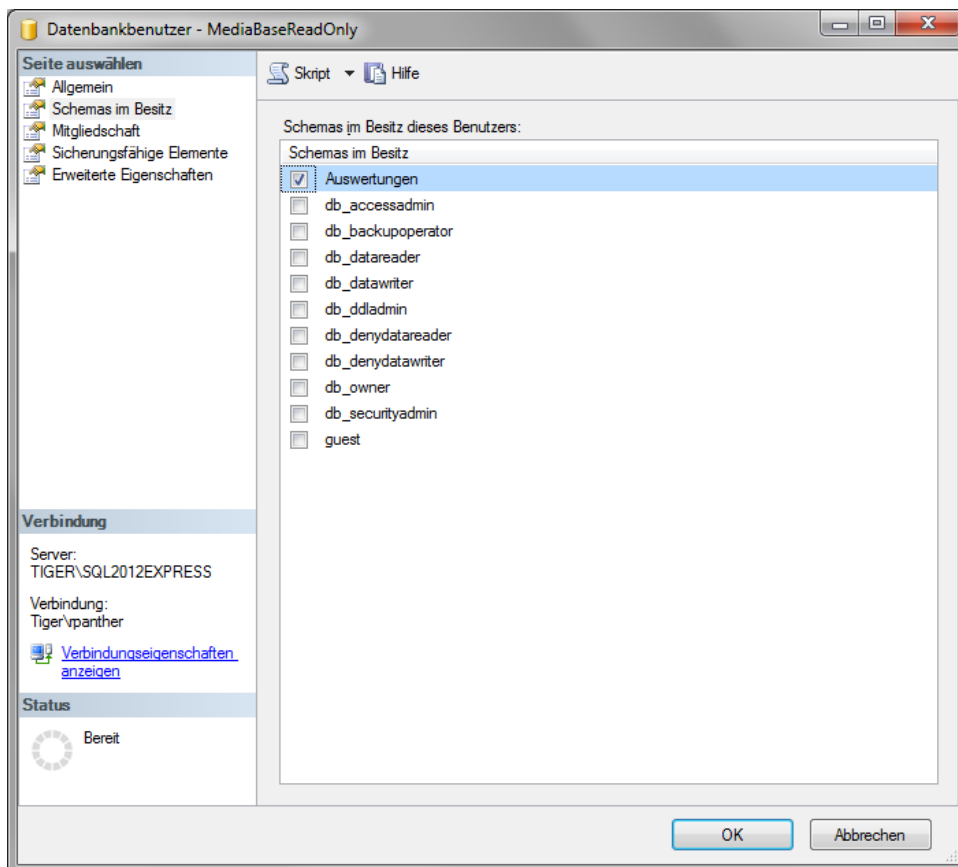 Datenbankbenutzer - MediaBaseReadOnly
Seite auswählen
Allgemein
Schemas im Besitz
Mitgliedschaft
Sicherungsfähige Elemente
Erweiterte Eigenschaften
Skript
Hilfe
Schemas im Besitz dieses Benutzers:
Schemas im Besitz
Auswertungen
db_accessadmin
db_backupoperator
db_datareader
db_datawriter
db_ddladmin
db_denydatareader
db_denydatawriter
db_owner
db_securityadmin
guest
Verbindung
Server:
TIGER\SQL2012EXPRESS
Verbindung:
Tiger\rpanther
Verbindungseigenschaften
anzeigen
Status
Bereit
OK
Abbrechen